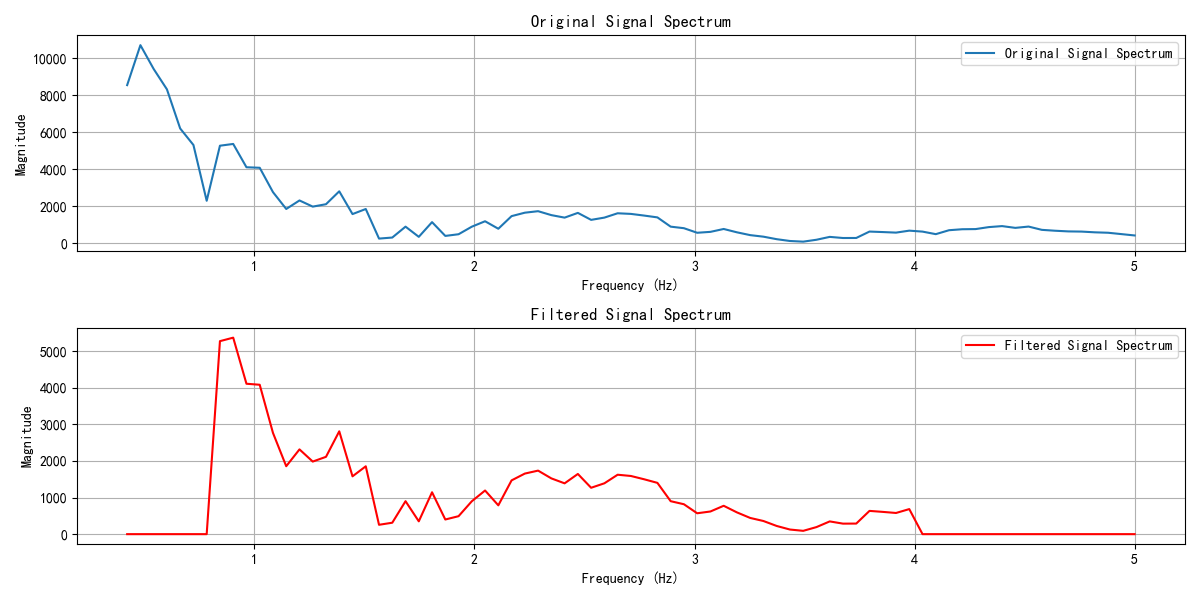 Original Signal Spectrum
Original Signal Spectrum
Magnitude
10000
8000
6000
4000
2000
0
1
2
3
4
5
Frequency (Hz)
Filtered Signal Spectrum
Filtered Signal Spectrum
Magnitude
5000
4000
3000
2000
1000
0
1
2
3
4
5
Frequency (Hz)